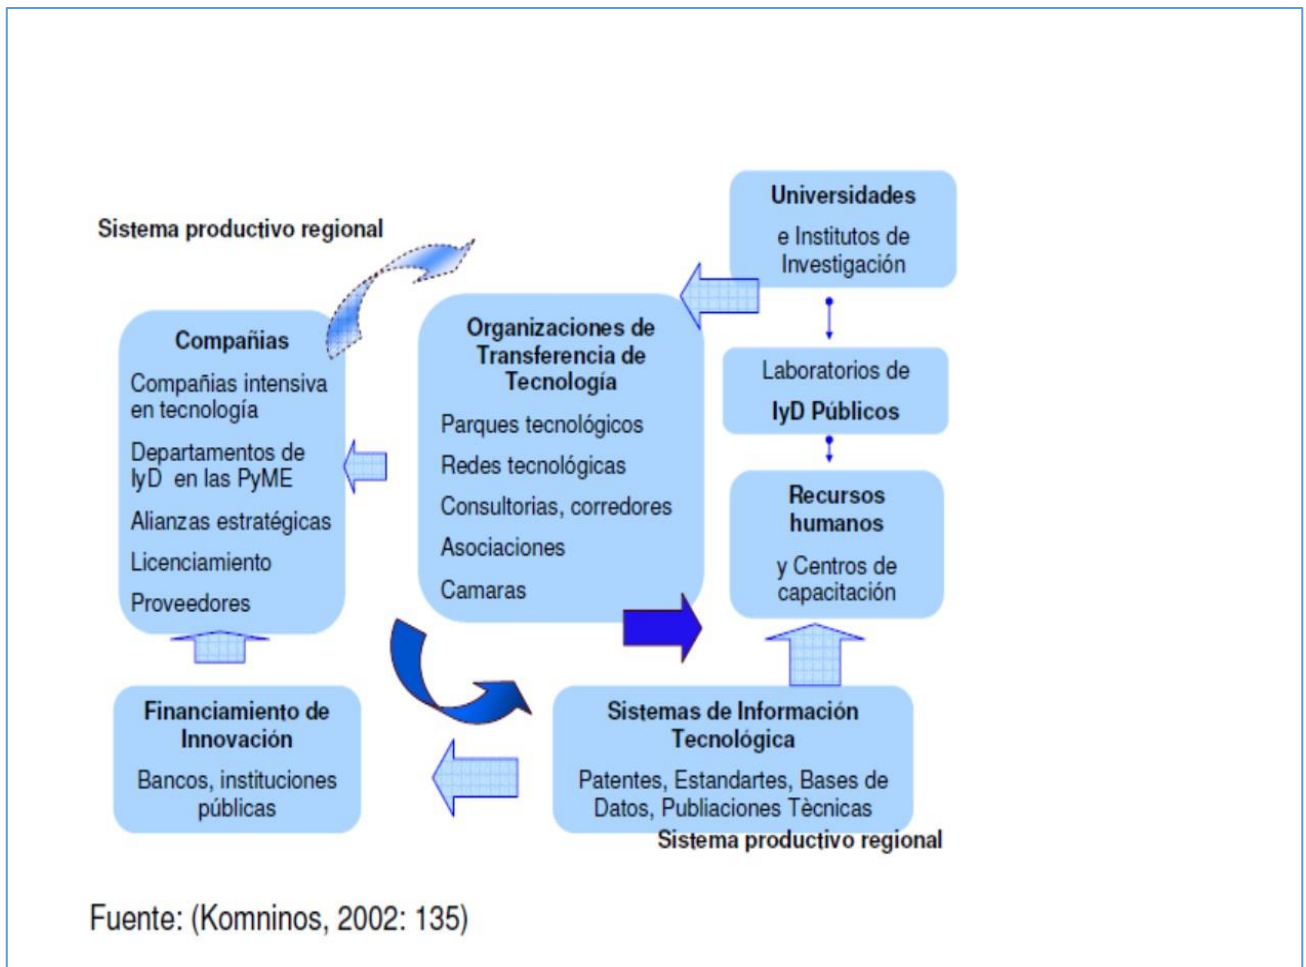 Sistema productivo regional
Compañias
Compañias intensiva
en tecnología
Departamentos de
IyD en las PyME
Alianzas estratégicas
Licenciamiento
Proveedores
Organizaciones de
Transferencia de
Tecnología
Parques tecnológicos
Redes tecnológicas
Consultorias, corredores
Asociaciones
Camaras
Universidades
e Institutos de
Investigación
Laboratorios de
IyD Públicos
Recursos
humanos
y Centros de
capacitación
Financiamiento de
Innovación
Bancos, instituciones
públicas
Sistemas de Información
Tecnológica
Patentes, Estandartes, Bases de
Datos, Publiaciones Tècnicas
Sistema productivo regional
Fuente: (Komninos, 2002: 135)